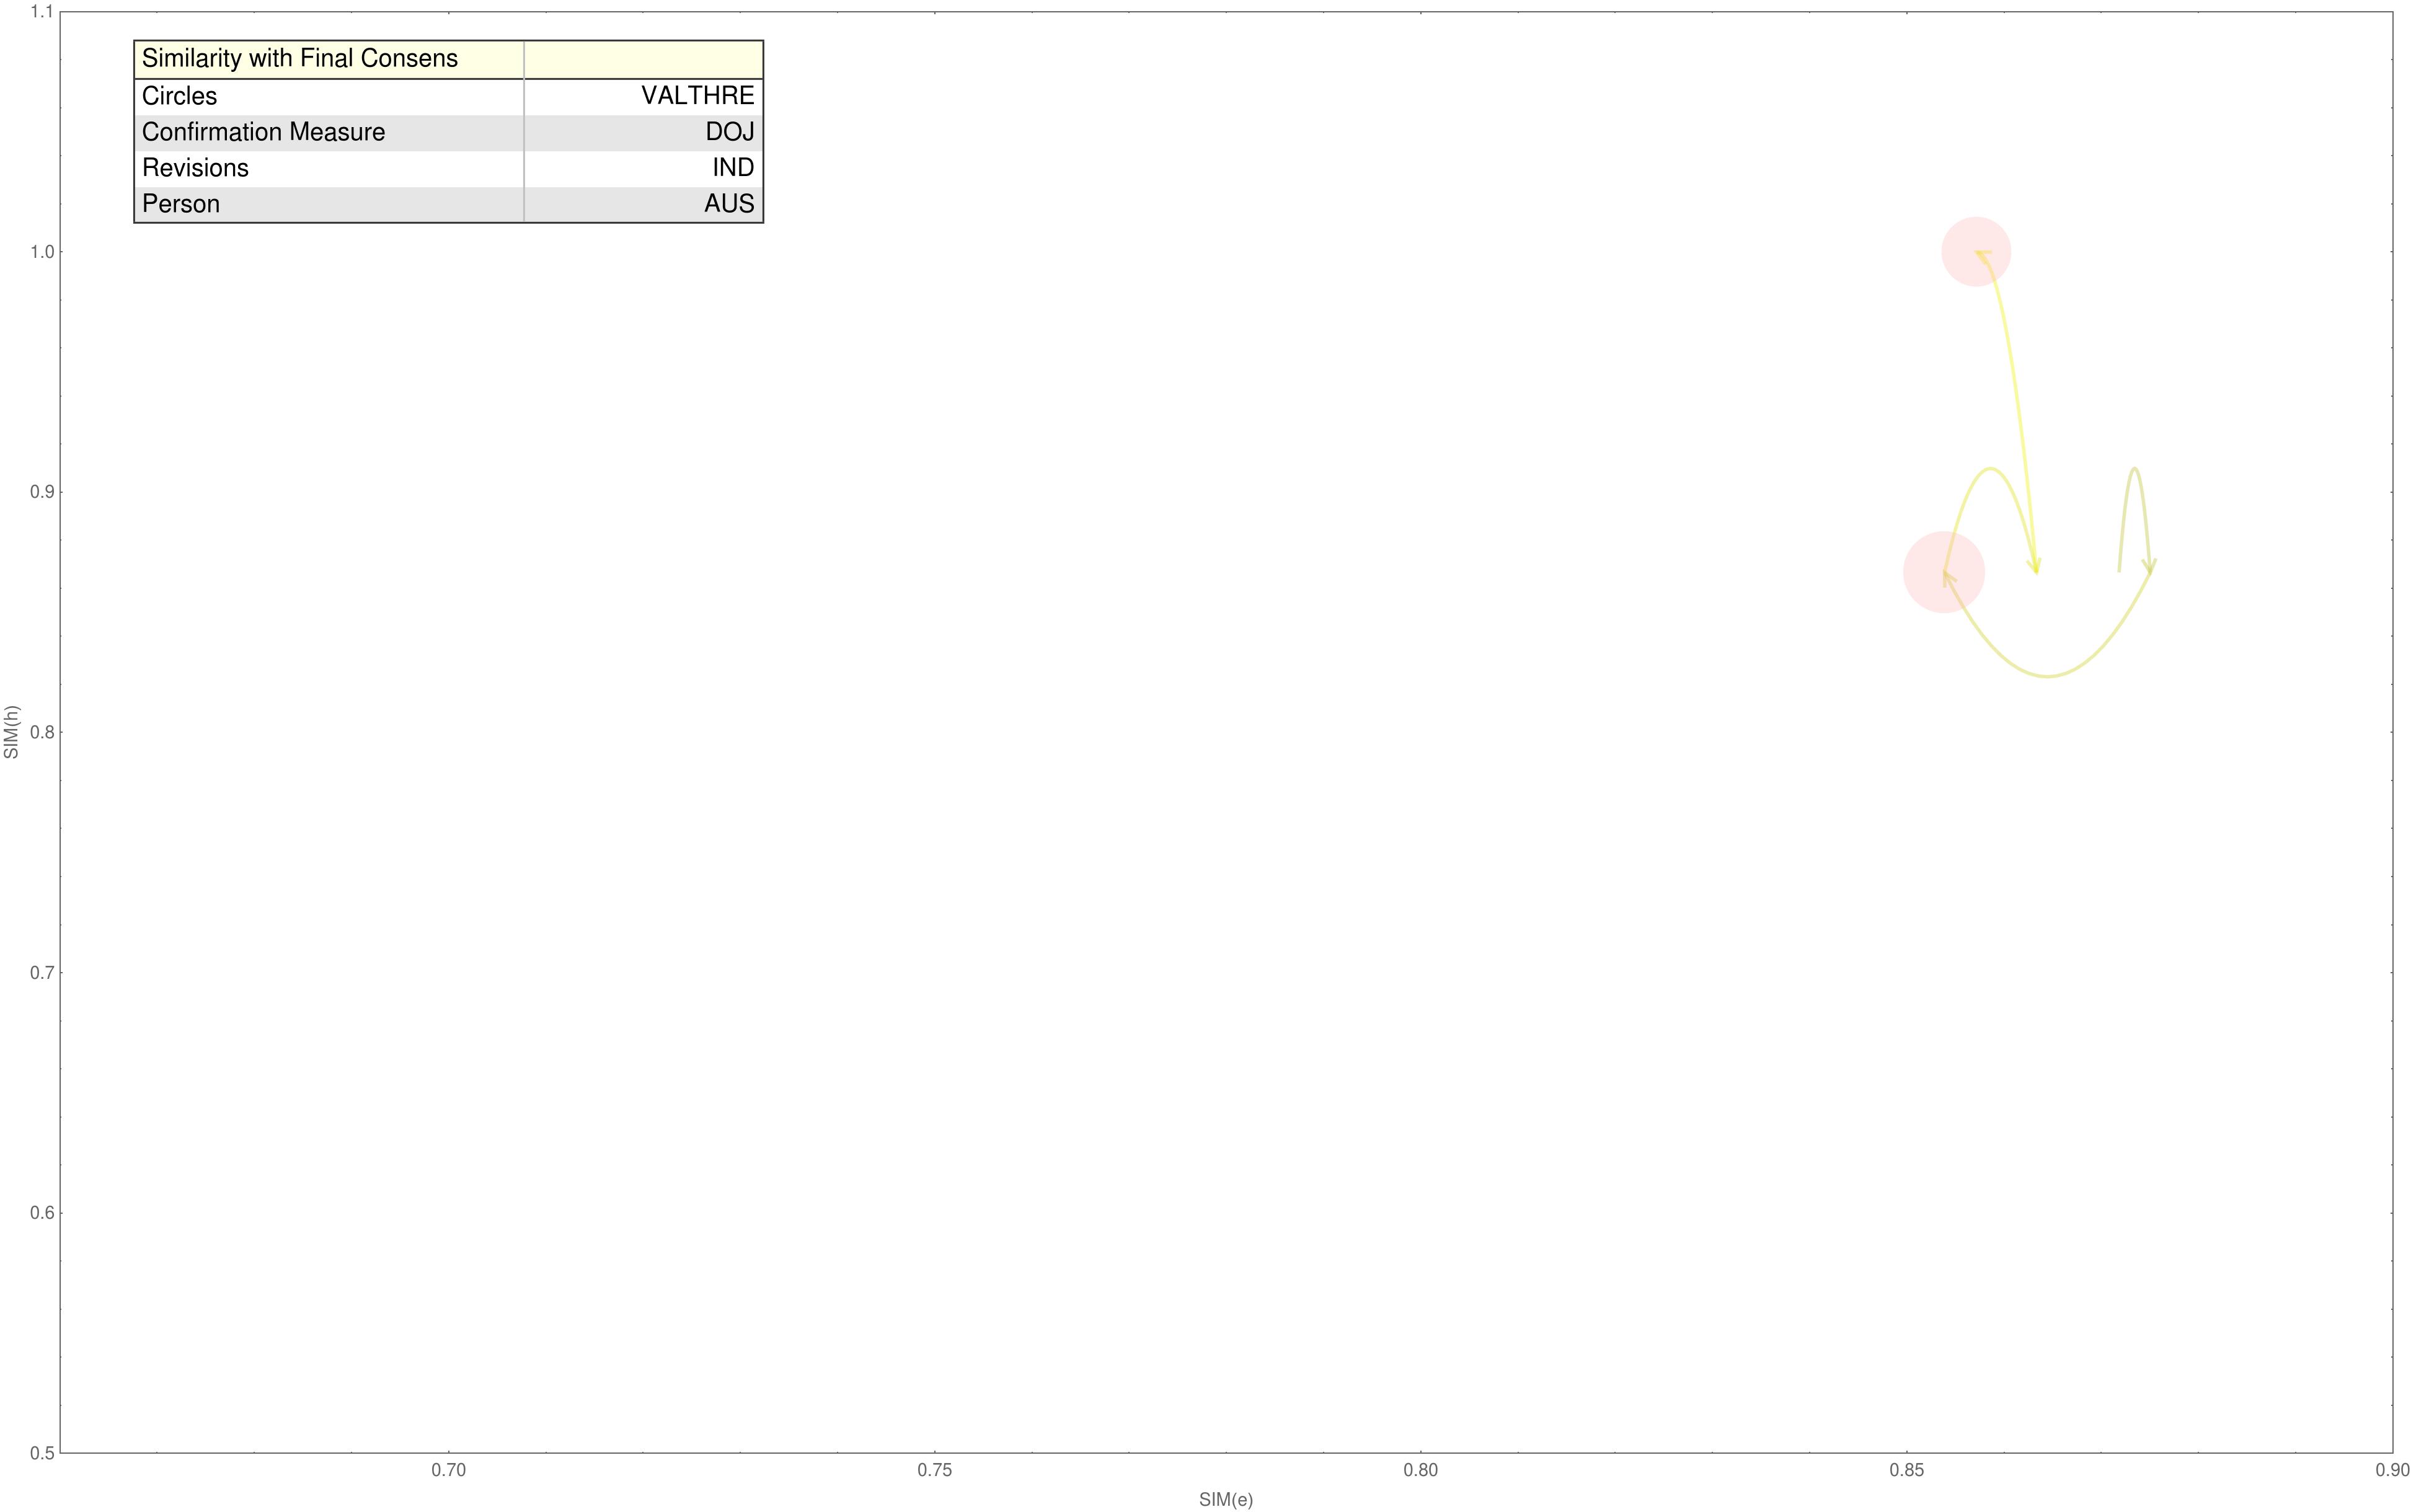 1.1
Similarity with Final Consens
Circles VALTHRE
Confirmation Measure DOJ
Revisions IND
Person AUS
1.0
0.9
0.8
SIM(h)
0.7
0.6
0.5
0.70 0.75 0.80 0.85 0.90
SIM(e)